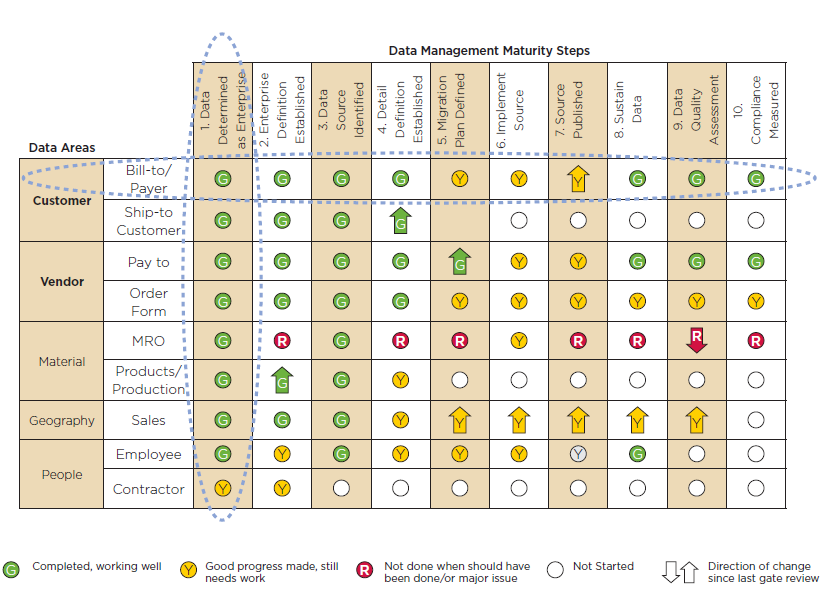 Data Management Maturity Steps
Data Areas
1. Data
Determined
as Enterprise
2. Enterprise
Definition
Established
3. Data
Source
Identified
4. Detail
Definition
Established
5. Migration
Plan Defined
6. Implement
Source
7. Source
Published
8. Sustain
Data
9. Data
Quality
Assessment
10.
Compliance
Measured
Customer
Bill-to/
Payer
G G G G Y Y Y G G G
Ship-to
Customer
G G G G
Vendor
Pay to
G G G G G Y Y G G G
Order
Form
G G G G Y Y Y Y Y Y
Material
MRO
G R G R R Y R R R R
Products/
Production
G G G Y
Geography
Sales
G G G Y Y Y Y Y Y
People
Employee
G Y G Y Y Y Y G
Contractor
Y Y
G Completed, working well
Y Good progress made, still
needs work
R Not done when should have
been done/or major issue
Not Started
Direction of change
since last gate review